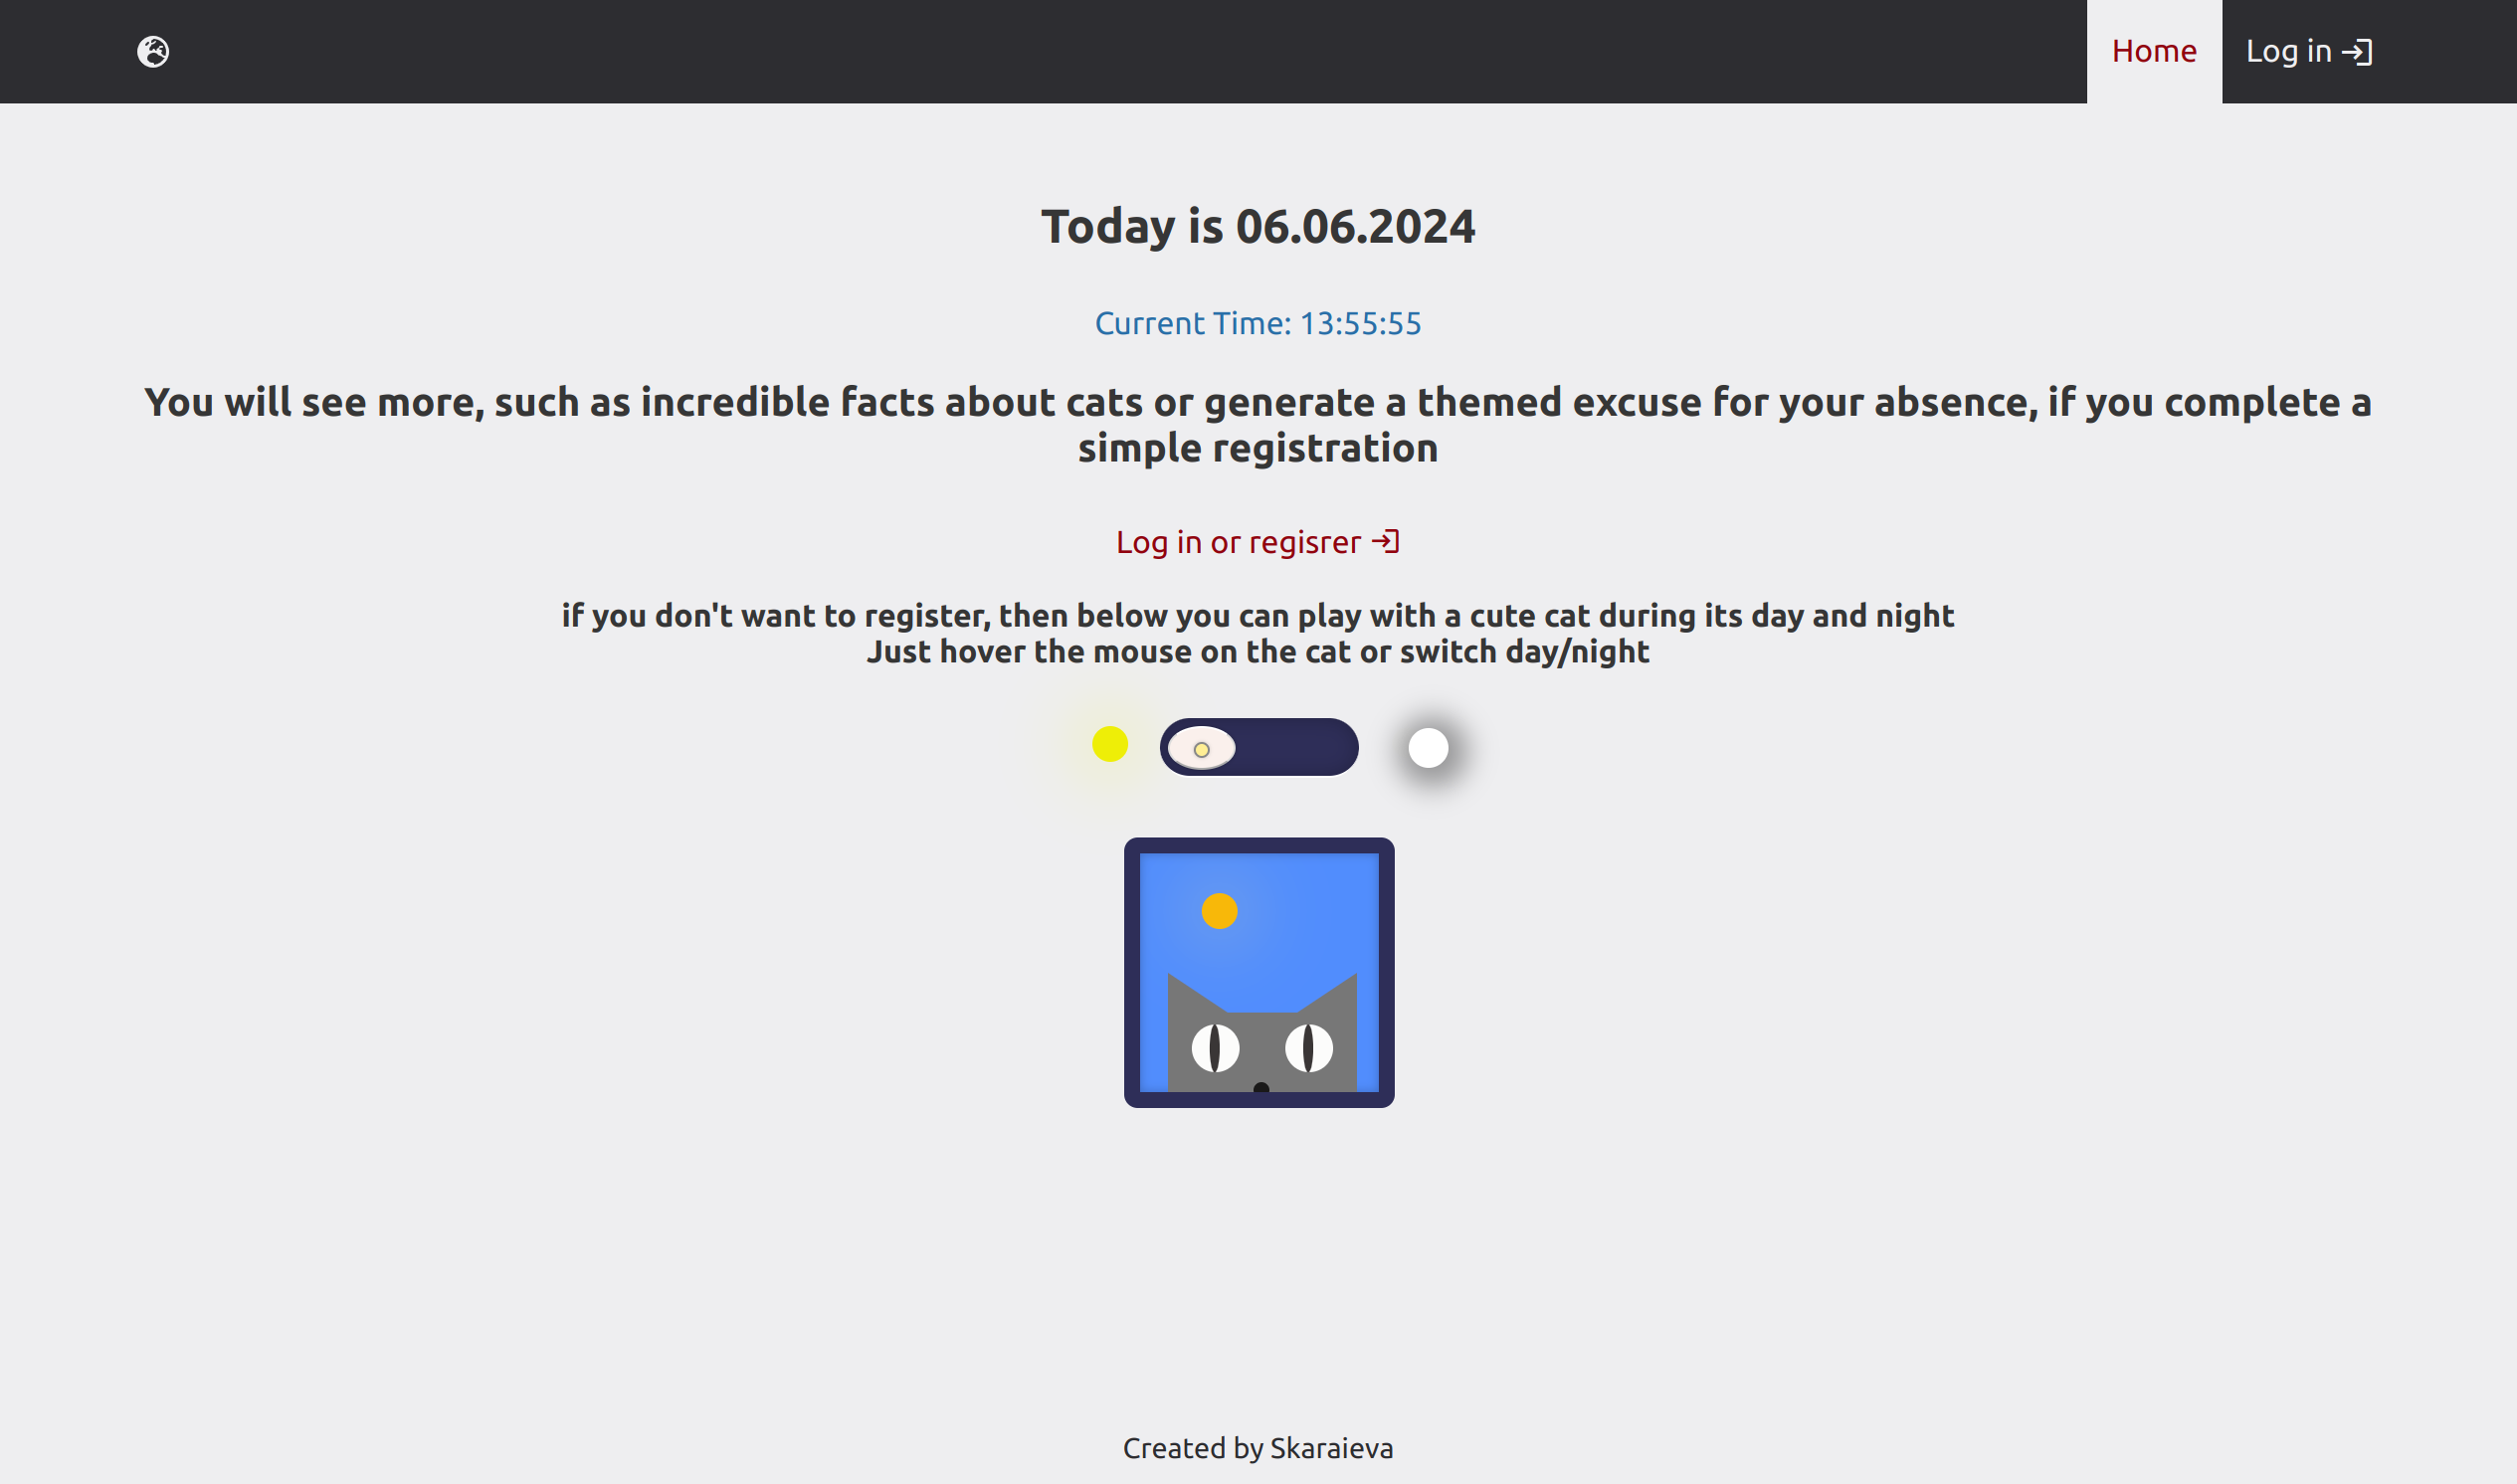 Home
Log in
Today is 06.06.2024
Current Time: 13:55:55
You will see more, such as incredible facts about cats or generate a themed excuse for your absence, if you complete a
simple registration
Log in or regisrer
if you don't want to register, then below you can play with a cute cat during its day and night
Just hover the mouse on the cat or switch day/night
Created by Skaraieva